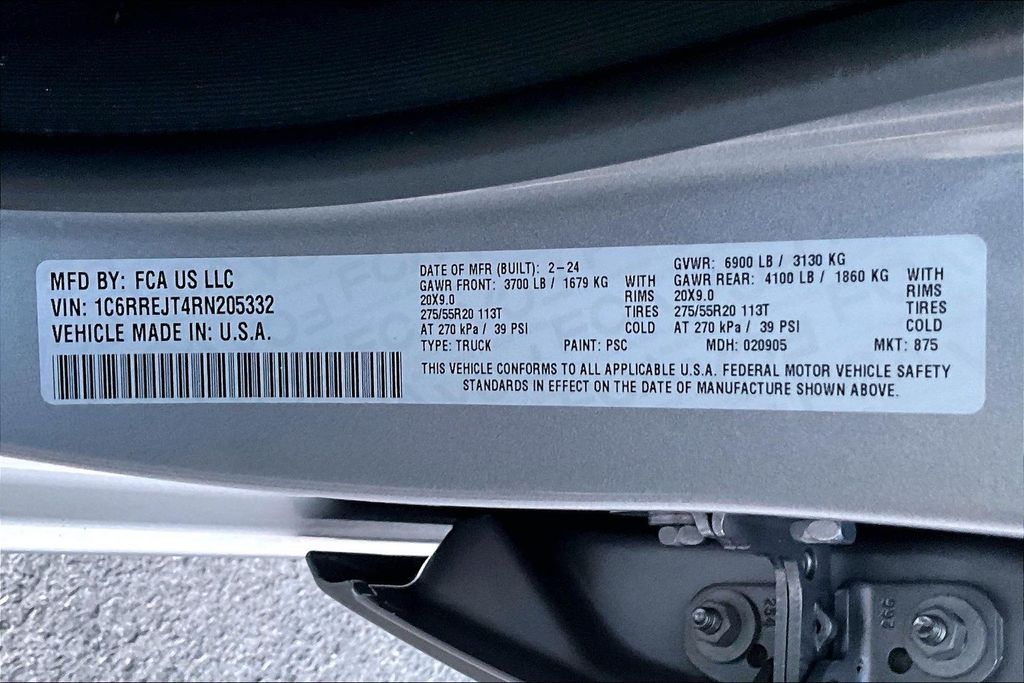 MFD BY: FCA US LLC
VIN: 1C6RREJT4RN205332
VEHICLE MADE IN: U.S.A.
DATE OF MFR (BUILT): 2-24
GAWR FRONT: 3700 LB / 1679 KG WITH
20X9.0 RIMS
275/55R20 113T TIRES
AT 270 kPa / 39 PSI COLD
GVWR: 6900 LB / 3130 KG
GAWR REAR: 4100 LB / 1860 KG WITH
20X9.0 RIMS
275/55R20 113T TIRES
AT 270 kPa / 39 PSI COLD
TYPE: TRUCK PAINT: PSC MDH: 020905 MKT: 875
THIS VEHICLE CONFORMS TO ALL APPLICABLE U.S.A. FEDERAL MOTOR VEHICLE SAFETY
STANDARDS IN EFFECT ON THE DATE OF MANUFACTURE SHOWN ABOVE.